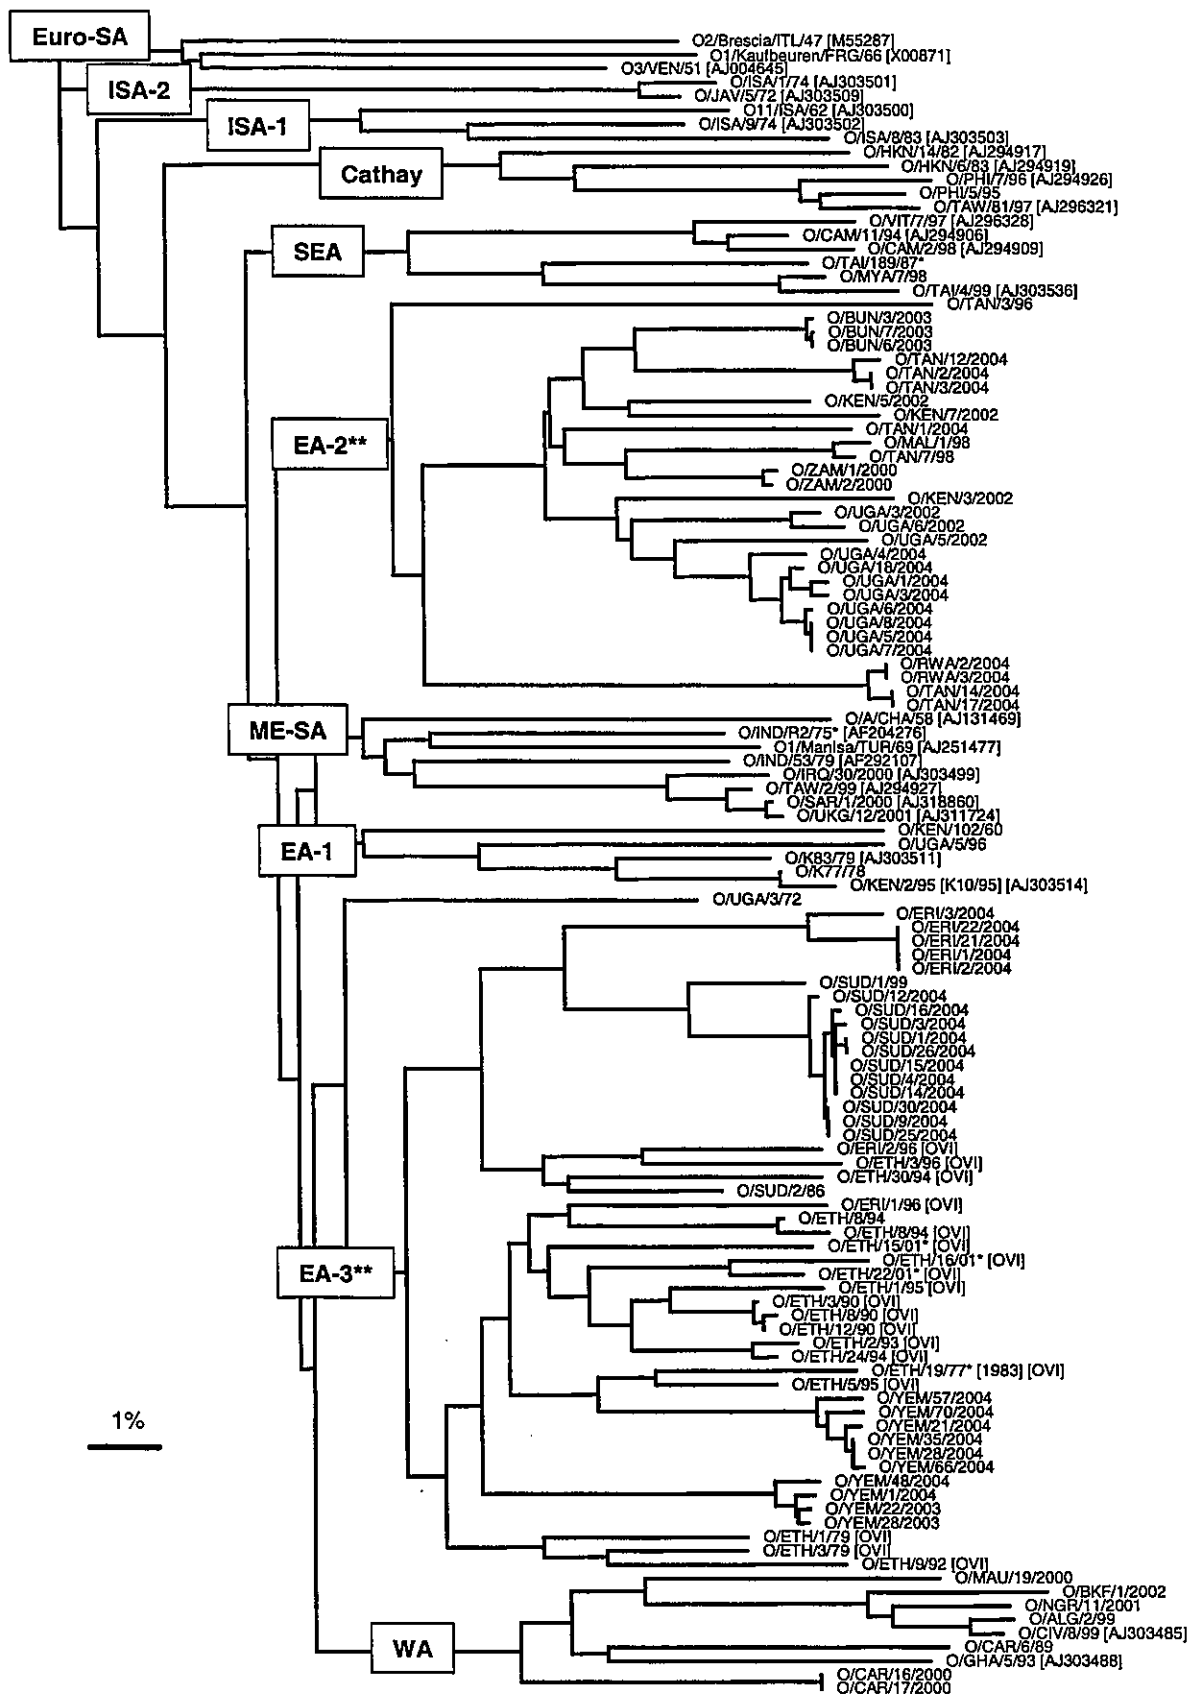 Euro-SA
O2/Brescia/ITL/47 [M55287]
O1/Kaufbeuren/FRG/66 [X00871]
O3/VEN/51 [AJ004645]
ISA-2
O/ISA/1/74 [AJ303501]
O/JAV/5/72 [AJ303509]
ISA-1
O11/ISA/62 [AJ303500]
O/ISA/9/74 [AJ303502]
O/ISA/8/83 [AJ303503]
Cathay
O/HKN/14/82 [AJ294917]
O/HKN/6/83 [AJ294919]
O/PHI/7/96 [AJ294926]
O/PHI/5/95
O/TAW/81/97 [AJ296321]
SEA
O/VIT/7/97 [AJ296328]
O/CAM/11/94 [AJ294906]
O/CAM/2/98 [AJ294909]
O/TAI/189/87*
O/MYA/7/98
O/TAI/4/99 [AJ303536]
O/TAN/3/96
O/BUN/3/2003
O/BUN/7/2003
O/BUN/6/2003
O/TAN/12/2004
O/TAN/2/2004
O/TAN/3/2004
O/KEN/5/2002
O/KEN/7/2002
EA-2**
O/TAN/1/2004
O/MAL/1/98
O/TAN/7/98
O/ZAM/1/2000
O/ZAM/2/2000
O/KEN/3/2002
O/UGA/3/2002
O/UGA/6/2002
O/UGA/5/2002
O/UGA/4/2004
O/UGA/18/2004
O/UGA/1/2004
O/UGA/3/2004
O/UGA/6/2004
O/UGA/8/2004
O/UGA/5/2004
O/UGA/7/2004
O/RWA/2/2004
O/RWA/3/2004
O/TAN/14/2004
O/TAN/17/2004
ME-SA
O/A/CHA/58 [AJ131469]
O/IND/R2/75* [AF204276]
O1/Manisa/TUR/69 [AJ251477]
O/IND/53/79 [AF292107]
O/IRQ/30/2000 [AJ303499]
O/TAW/2/99 [AJ294927]
O/SAR/1/2000 [AJ318860]
O/UKG/12/2001 [AJ311724]
EA-1
O/KEN/102/60
O/UGA/5/96
O/K83/79 [AJ303511]
O/K77/78
O/KEN/2/95 [K10/95] [AJ303514]
O/UGA/3/72
O/ERI/3/2004
O/ERI/22/2004
O/ERI/21/2004
O/ERI/1/2004
O/ERI/2/2004
O/SUD/1/99
O/SUD/12/2004
O/SUD/16/2004
O/SUD/3/2004
O/SUD/1/2004
O/SUD/26/2004
O/SUD/15/2004
O/SUD/4/2004
O/SUD/14/2004
O/SUD/30/2004
O/SUD/9/2004
O/SUD/25/2004
O/ERI/2/96 [OVI]
O/ETH/3/96 [OVI]
O/ETH/30/94 [OVI]
O/SUD/2/86
O/ERI/1/96 [OVI]
O/ETH/8/94
O/ETH/8/94 [OVI]
O/ETH/15/01* [OVI]
EA-3**
O/ETH/16/01* [OVI]
O/ETH/22/01* [OVI]
O/ETH/1/95 [OVI]
O/ETH/3/90 [OVI]
O/ETH/8/90 [OVI]
O/ETH/12/90 [OVI]
O/ETH/2/93 [OVI]
O/ETH/24/94 [OVI]
O/ETH/19/77* [1983] [OVI]
O/ETH/5/95 [OVI]
O/YEM/57/2004
O/YEM/70/2004
1%
O/YEM/21/2004
O/YEM/35/2004
O/YEM/28/2004
O/YEM/66/2004
O/YEM/48/2004
O/YEM/1/2004
O/YEM/22/2003
O/YEM/28/2003
O/ETH/1/79 [OVI]
O/ETH/3/79 [OVI]
O/ETH/9/92 [OVI]
O/MAU/19/2000
O/BKF/1/2002
O/NGR/11/2001
O/ALG/2/99
O/CIV/8/99 [AJ303485]
WA
O/CAR/6/89
O/GHA/5/93 [AJ303488]
O/CAR/16/2000
O/CAR/17/2000